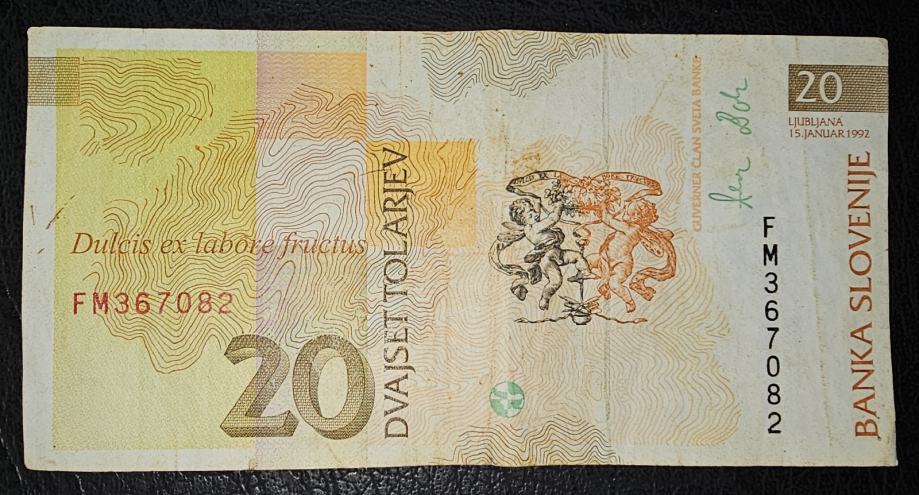 Dulcis ex labore fructus
FM367082
20
DVAJSET TOLARJEV
GUVERNER ČLAN SVETA BANKE
FM367082
20
LJUBLJANA
15. JANUAR 1992
BANKA SLOVENIJE